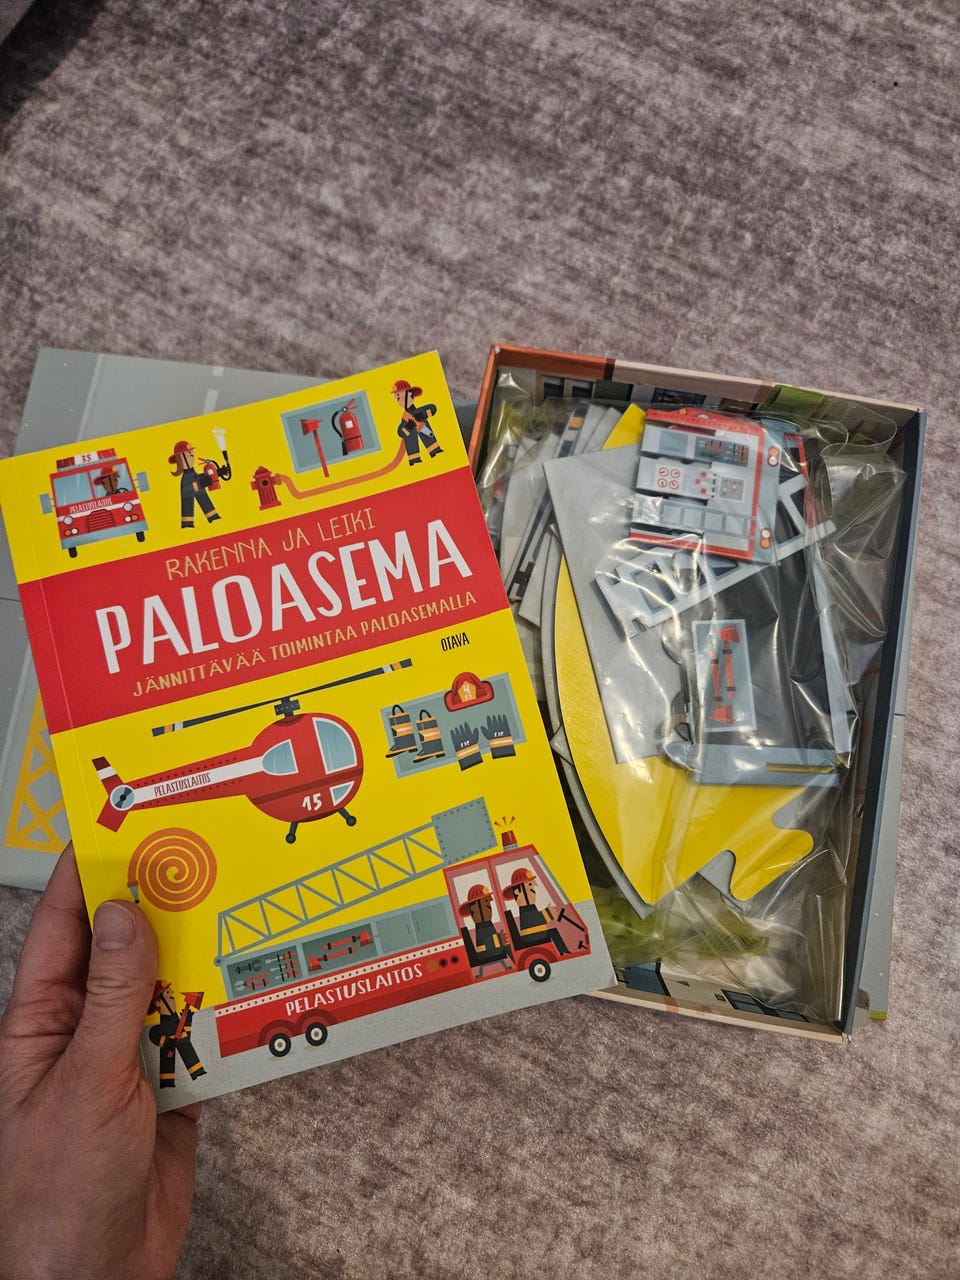 35
PELASTUSLAITOS
RAKENNA JA LEIKI
PALOASEMA
JÄNNITTÄVÄÄ TOIMINTAA PALOASEMALLA
OTAVA
4
PELASTUSLAITOS
15
PELASTUSLAITOS